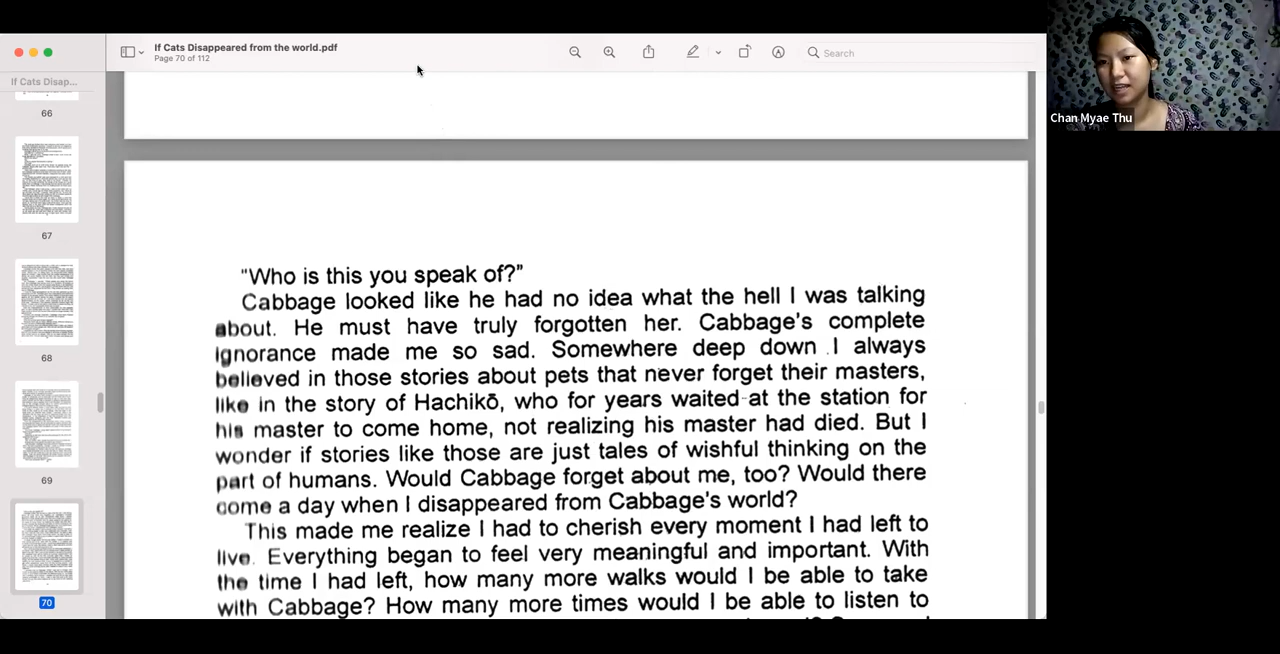 If Cats Disappeared from the world.pdf
Page 70 of 112
Search
If Cats Disap...
66
67
68
69
70
Chan Myae Thu
"Who is this you speak of?"
Cabbage looked like he had no idea what the hell I was talking
about. He must have truly forgotten her. Cabbage's complete
ignorance made me so sad. Somewhere deep down I always
believed in those stories about pets that never forget their masters,
like in the story of Hachikō, who for years waited at the station for
his master to come home, not realizing his master had died. But I
wonder if stories like those are just tales of wishful thinking on the
part of humans. Would Cabbage forget about me, too? Would there
come a day when I disappeared from Cabbage's world?
This made me realize I had to cherish every moment I had left to
live. Everything began to feel very meaningful and important. With
the time I had left, how many more walks would I be able to take
with Cabbage? How many more times would I be able to listen to